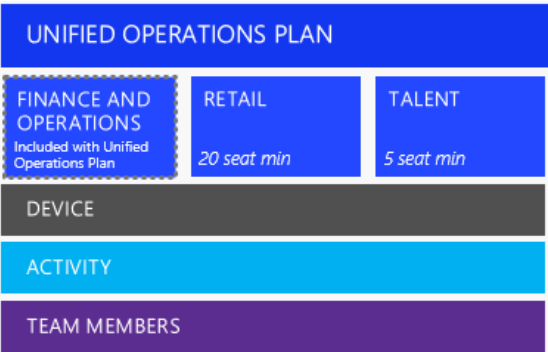 UNIFIED OPERATIONS PLAN
FINANCE AND
OPERATIONS
Included with Unified
Operations Plan
RETAIL
20 seat min
TALENT
5 seat min
DEVICE
ACTIVITY
TEAM MEMBERS